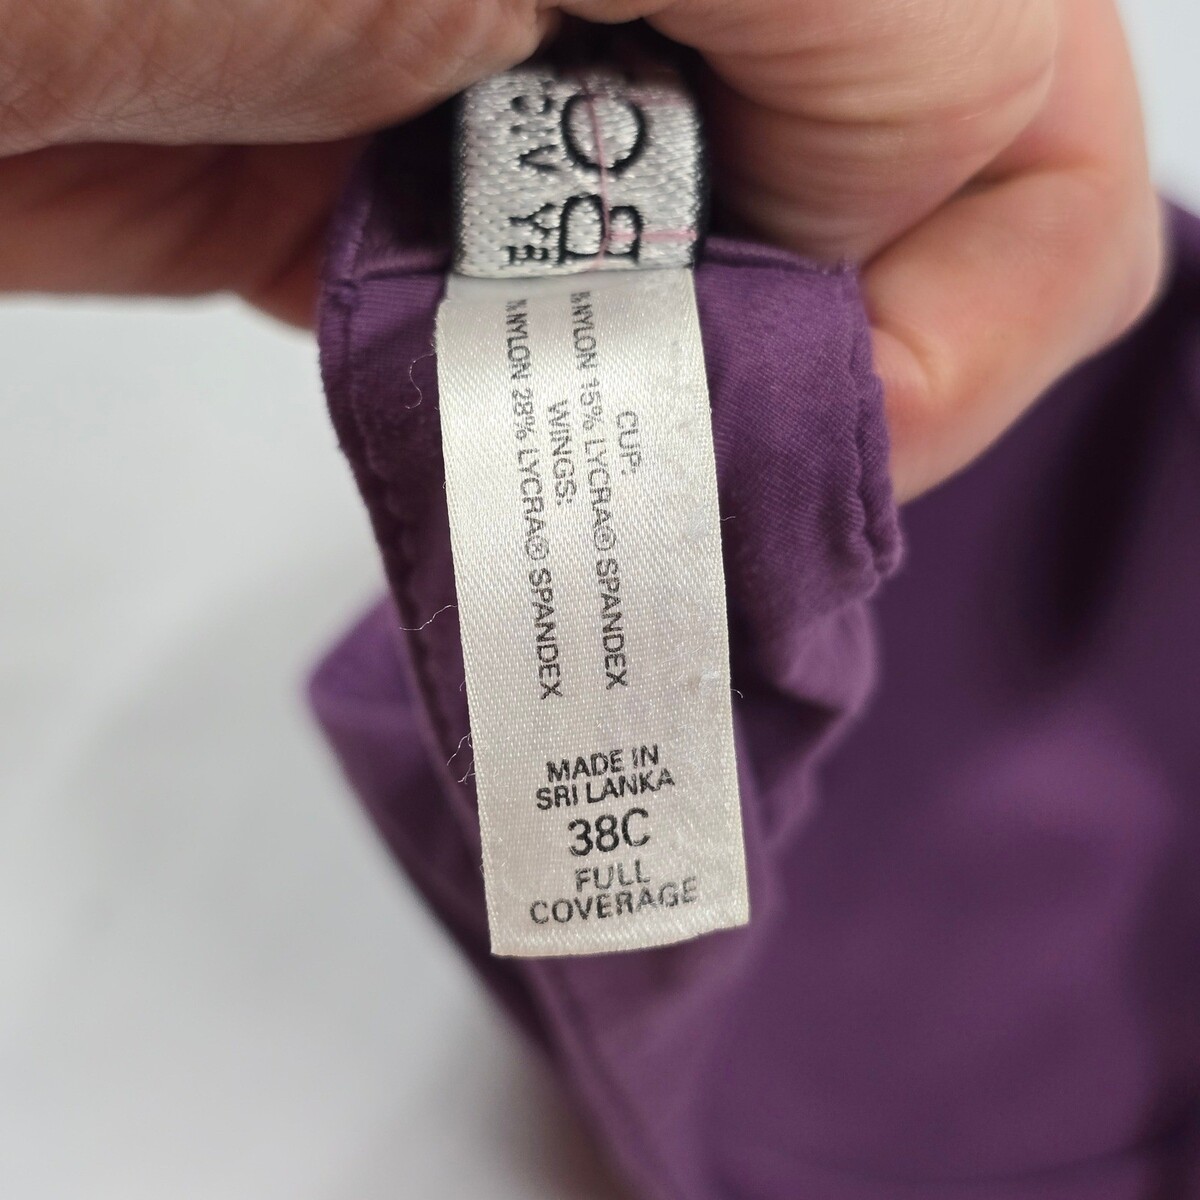 CUP:
% NYLON 15% LYCRA® SPANDEX
WINGS:
% NYLON 28% LYCRA® SPANDEX
MADE IN
SRI LANKA
38C
FULL
COVERAGE